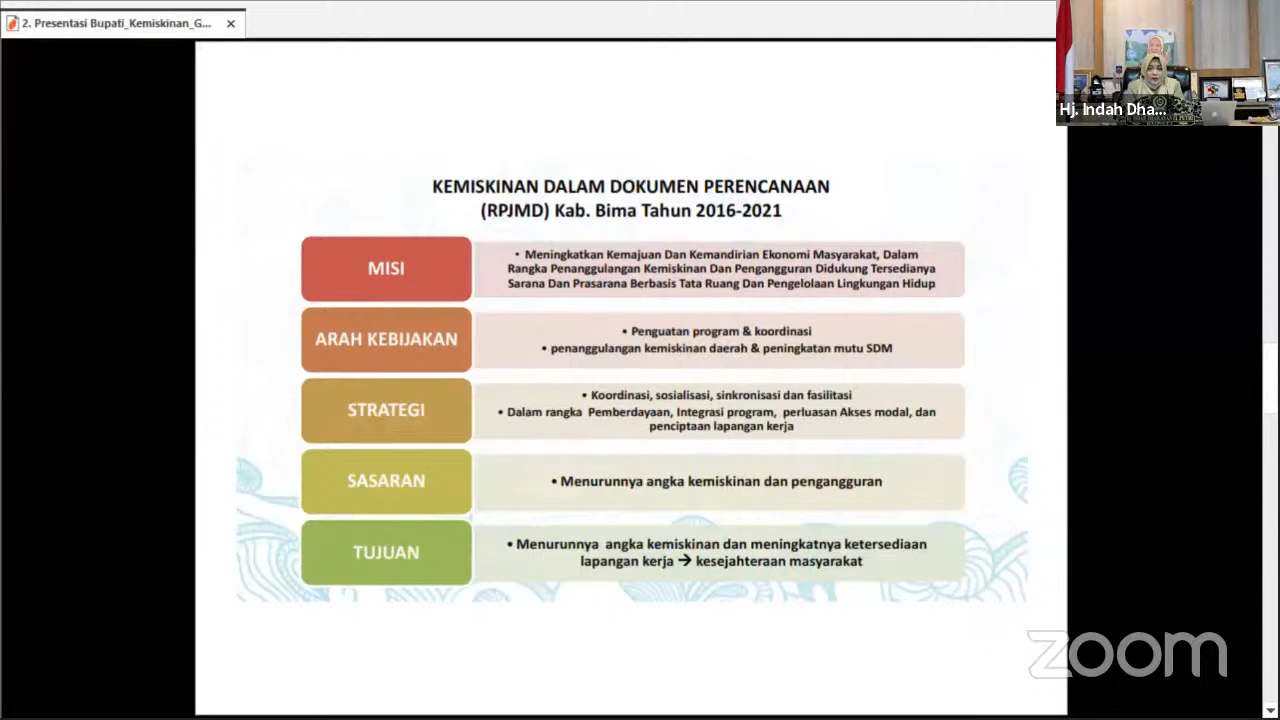 2. Presentasi Bupati_Kemiskinan_G...
Hj. Indah Dha...
KEMISKINAN DALAM DOKUMEN PERENCANAAN
(RPJMD) Kab. Bima Tahun 2016-2021
MISI
• Meningkatkan Kemajuan Dan Kemandirian Ekonomi Masyarakat, Dalam
Rangka Penanggulangan Kemiskinan Dan Pengangguran Didukung Tersedianya
Sarana Dan Prasarana Berbasis Tata Ruang Dan Pengelolaan Lingkungan Hidup
ARAH KEBIJAKAN
• Penguatan program & koordinasi
• penanggulangan kemiskinan daerah & peningkatan mutu SDM
STRATEGI
• Koordinasi, sosialisasi, sinkronisasi dan fasilitasi
• Dalam rangka Pemberdayaan, Integrasi program, perluasan Akses modal, dan
penciptaan lapangan kerja
SASARAN
• Menurunnya angka kemiskinan dan pengangguran
TUJUAN
• Menurunnya angka kemiskinan dan meningkatnya ketersediaan
lapangan kerja → kesejahteraan masyarakat
zoom